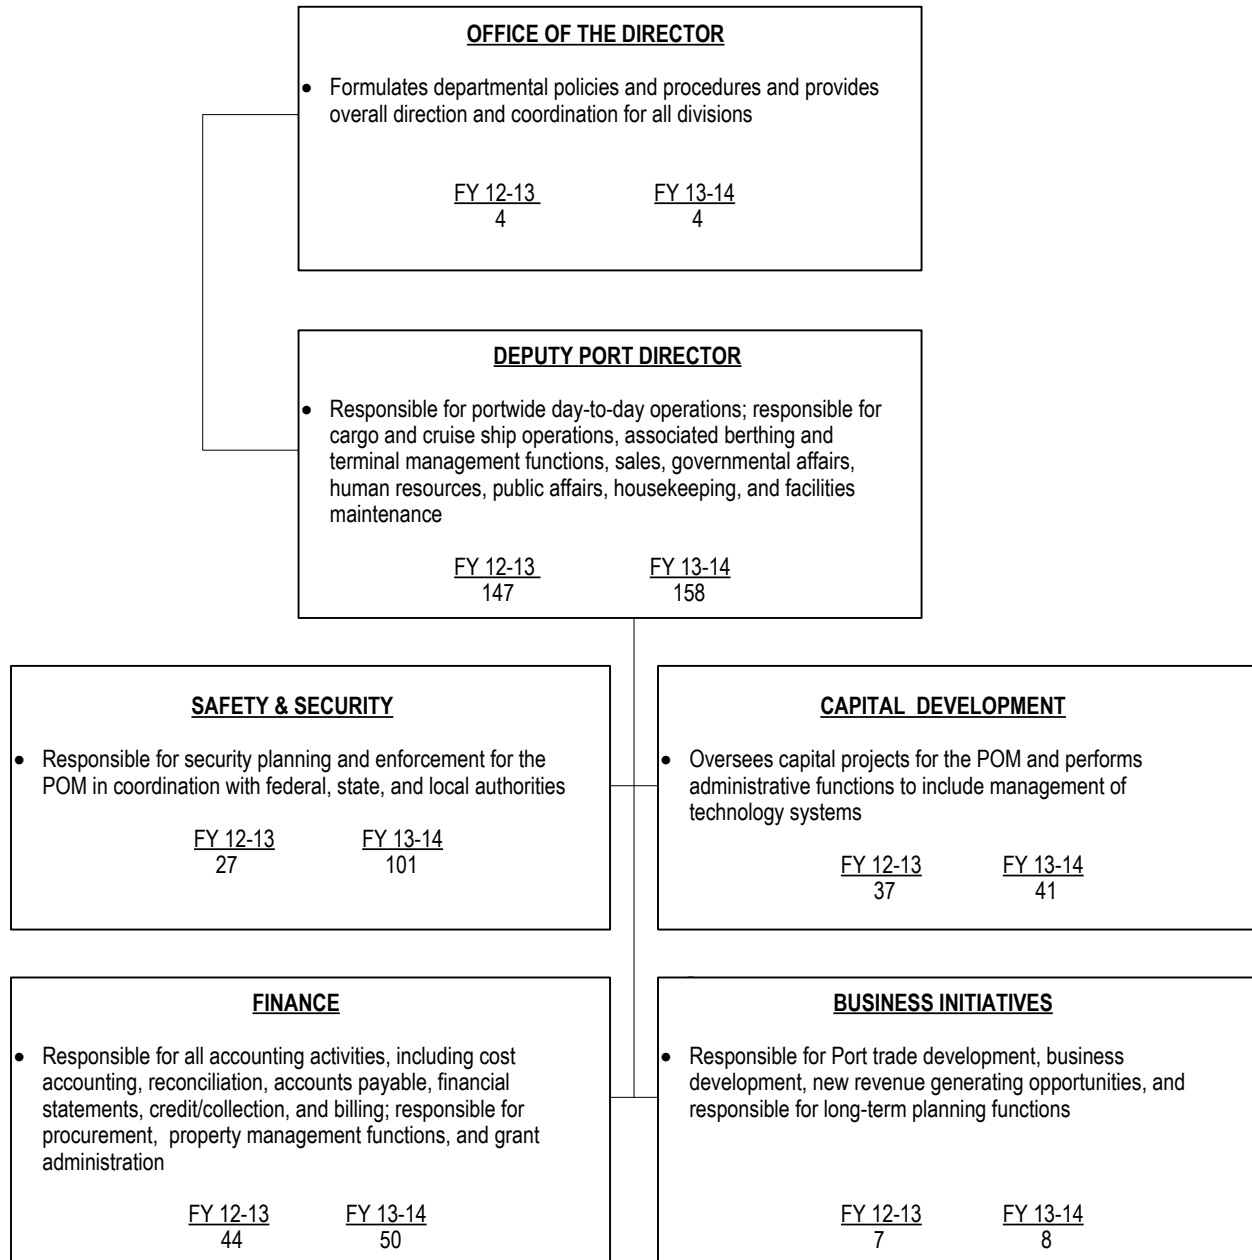 OFFICE OF THE DIRECTOR
• Formulates departmental policies and procedures and provides
overall direction and coordination for all divisions
FY 12-13 FY 13-14
4 4
DEPUTY PORT DIRECTOR
• Responsible for portwide day-to-day operations; responsible for
cargo and cruise ship operations, associated berthing and
terminal management functions, sales, governmental affairs,
human resources, public affairs, housekeeping, and facilities
maintenance
FY 12-13 FY 13-14
147 158
SAFETY & SECURITY
• Responsible for security planning and enforcement for the
POM in coordination with federal, state, and local authorities
FY 12-13 FY 13-14
27 101
CAPITAL DEVELOPMENT
• Oversees capital projects for the POM and performs
administrative functions to include management of
technology systems
FY 12-13 FY 13-14
37 41
FINANCE
• Responsible for all accounting activities, including cost
accounting, reconciliation, accounts payable, financial
statements, credit/collection, and billing; responsible for
procurement, property management functions, and grant
administration
FY 12-13 FY 13-14
44 50
BUSINESS INITIATIVES
• Responsible for Port trade development, business
development, new revenue generating opportunities, and
responsible for long-term planning functions
FY 12-13 FY 13-14
7 8